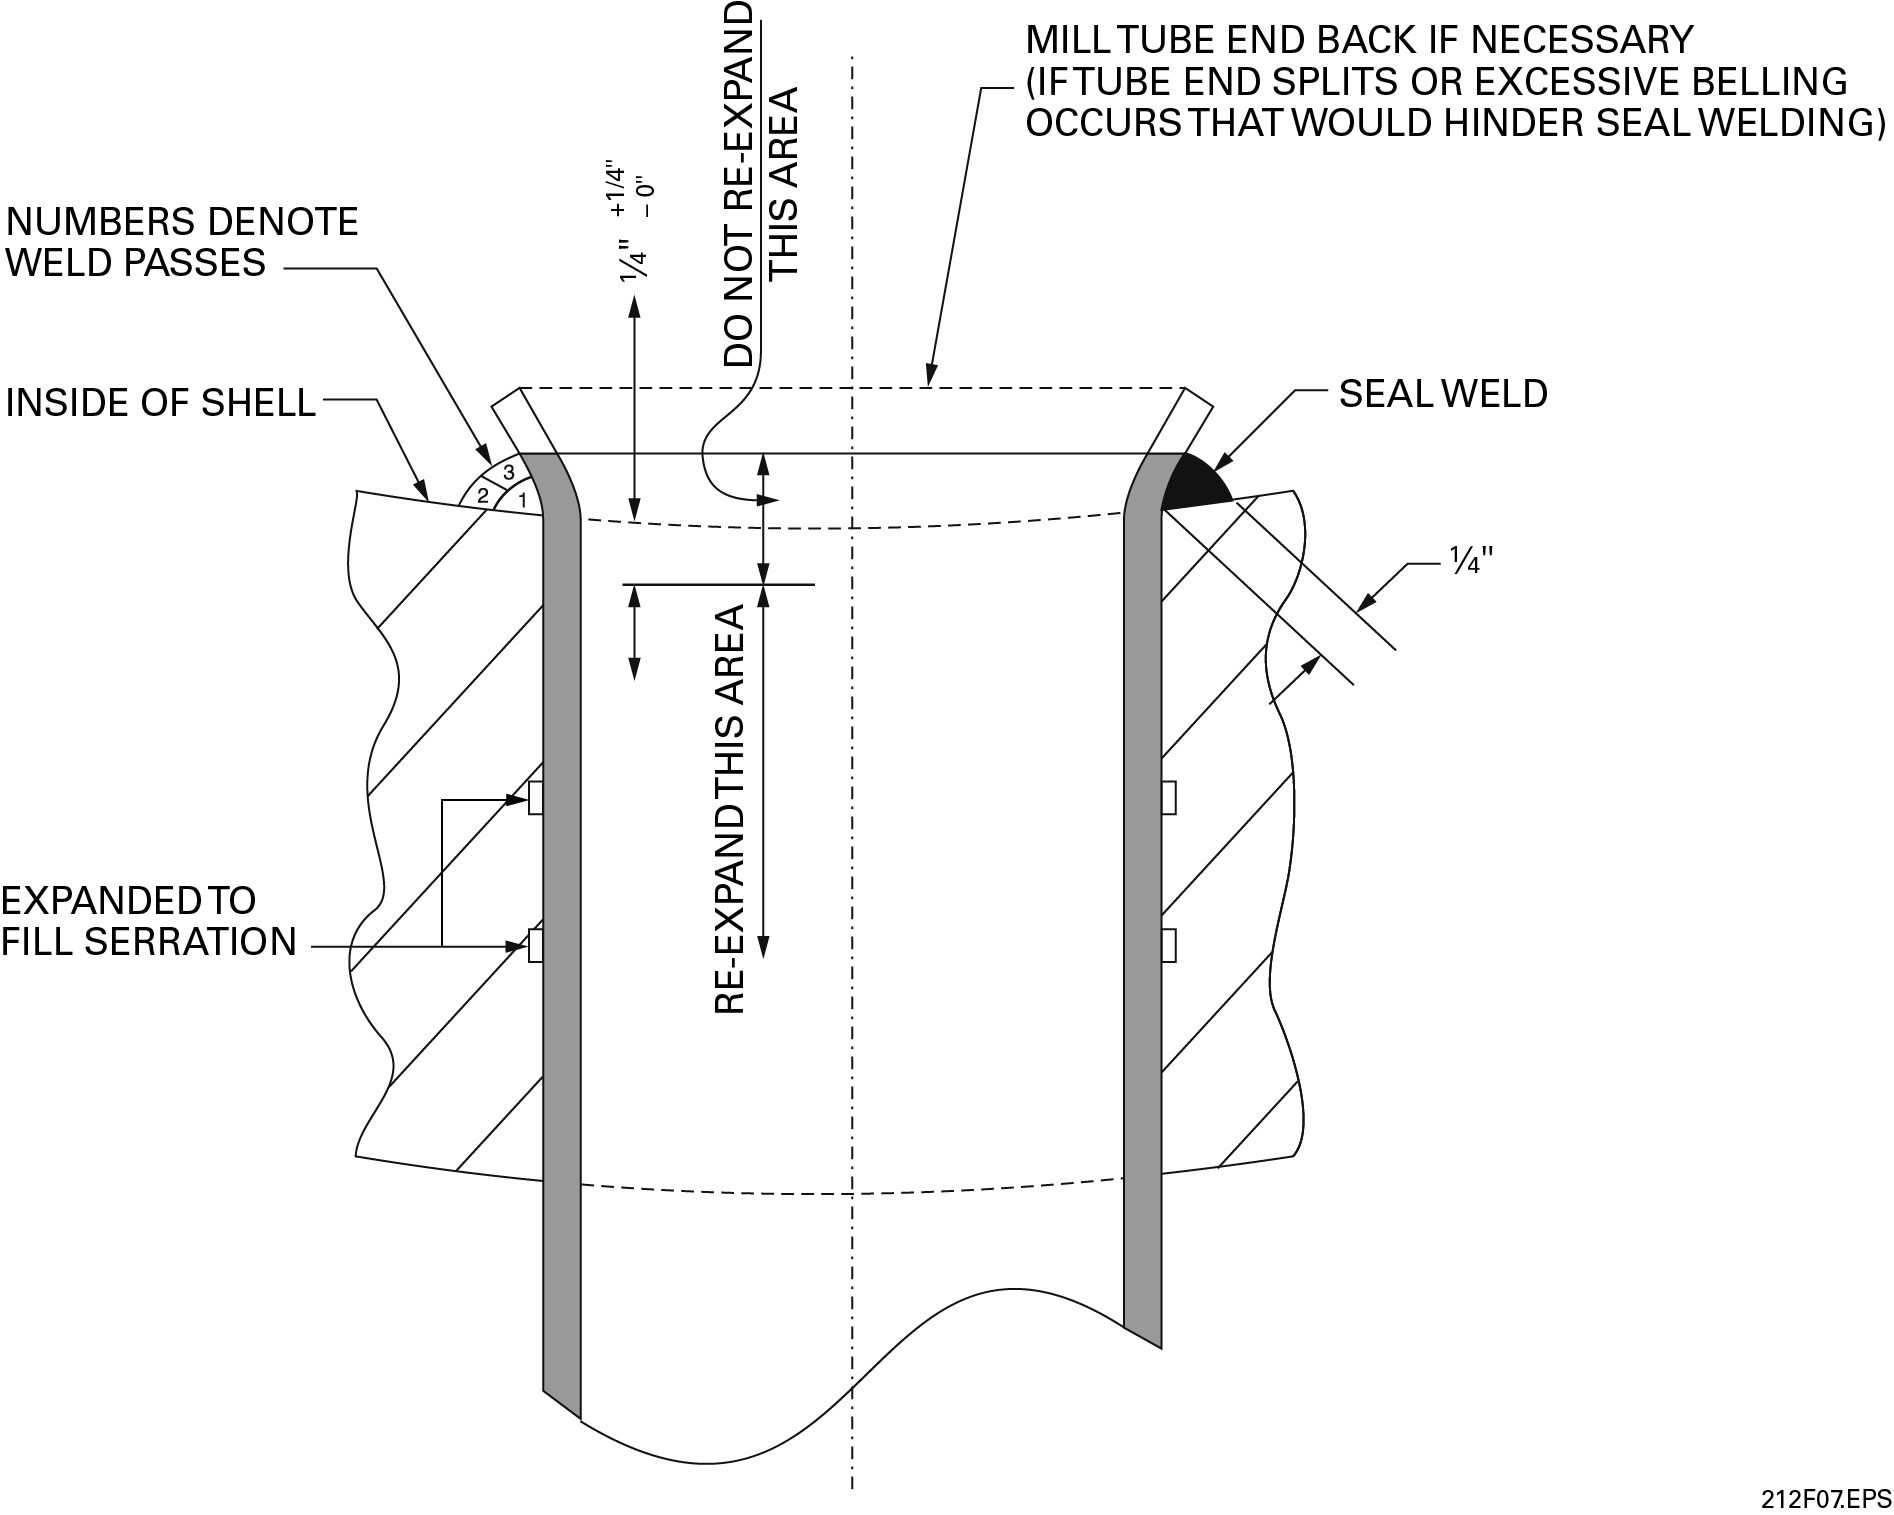 DO NOT RE-EXPAND
THIS AREA
MILL TUBE END BACK IF NECESSARY
(IF TUBE END SPLITS OR EXCESSIVE BELLING
OCCURS THAT WOULD HINDER SEAL WELDING)
¼" +1/4"
– 0"
NUMBERS DENOTE
WELD PASSES
INSIDE OF SHELL
SEAL WELD
3
2
1
¼"
RE-EXPAND THIS AREA
EXPANDED TO
FILL SERRATION
212F07.EPS